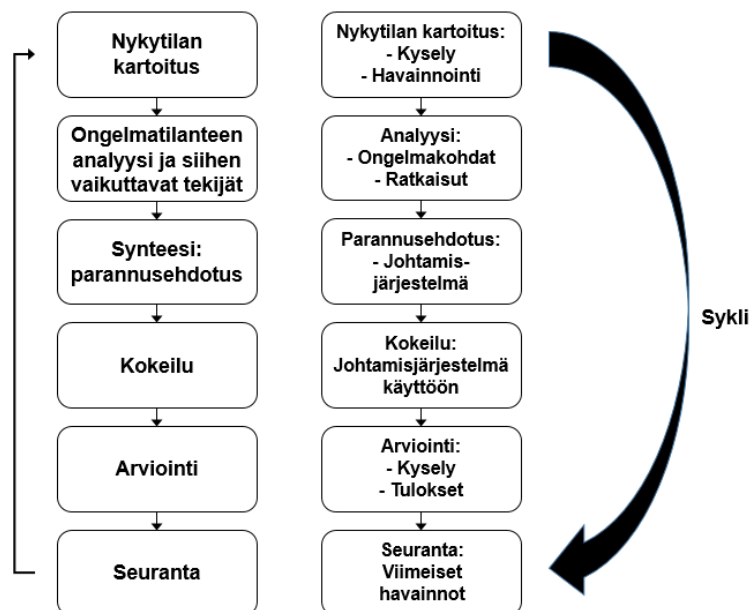 Nykytilan
kartoitus
Ongelmatilanteen
analyysi ja siihen
vaikuttavat tekijät
Synteesi:
parannusehdotus
Kokeilu
Arviointi
Seuranta
Nykytilan kartoitus:
- Kysely
- Havainnointi
Analyysi:
- Ongelmakohdat
- Ratkaisut
Parannusehdotus:
- Johtamis-
järjestelmä
Kokeilu:
Johtamisjärjestelmä
käyttöön
Arviointi:
- Kysely
- Tulokset
Seuranta:
Viimeiset
havainnot
Sykli